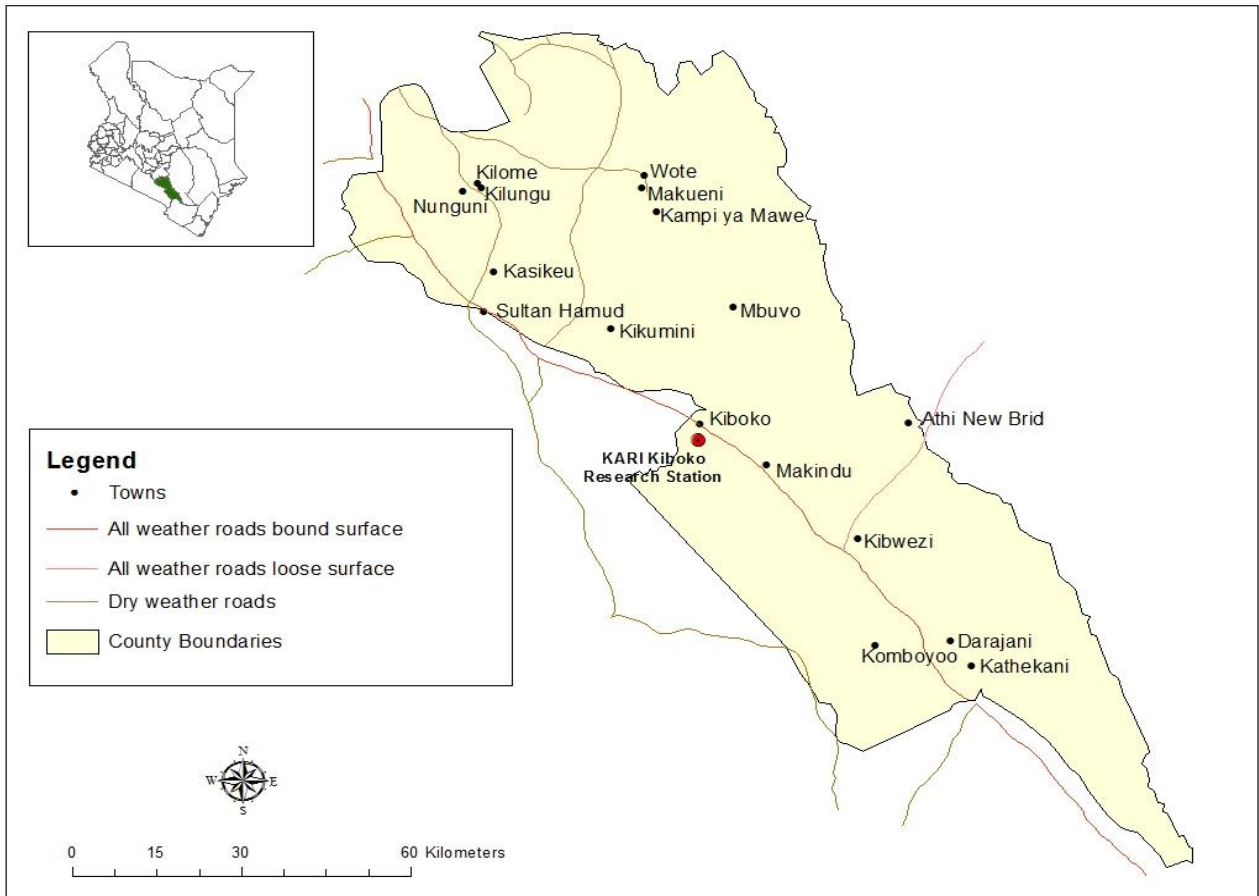 Kilome
Wote
Kilungu
Makueni
Nunguni
Kampi ya Mawe
Kasikeu
Sultan Hamud
Mbuvo
Kikumini
Kiboko
Athi New Brid
KARI Kiboko
Research Station
Makindu
Kibwezi
Darajani
Komboyoo
Kathekani
Legend
Towns
All weather roads bound surface
All weather roads loose surface
Dry weather roads
County Boundaries
N
W E
S
0 15 30 60 Kilometers